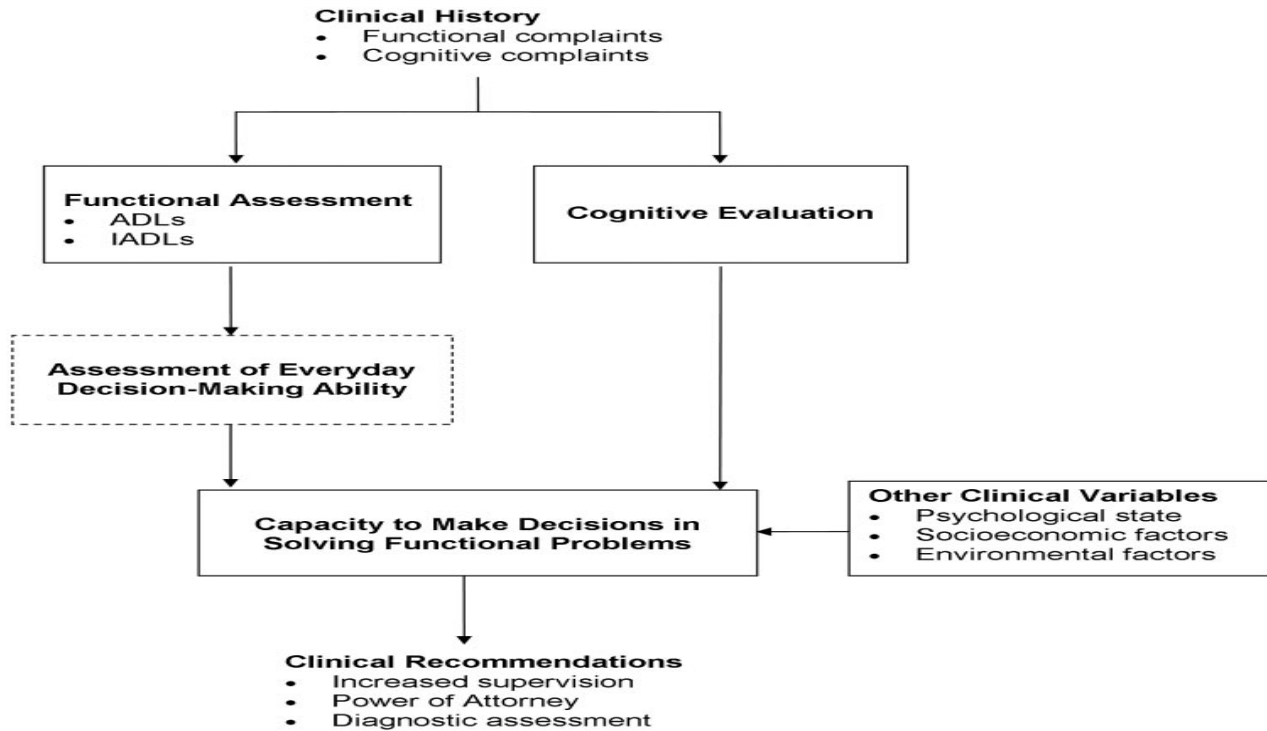 Clinical History
• Functional complaints
• Cognitive complaints
Functional Assessment
• ADLs
• IADLs
Cognitive Evaluation
Assessment of Everyday
Decision-Making Ability
Capacity to Make Decisions in
Solving Functional Problems
Other Clinical Variables
• Psychological state
• Socioeconomic factors
• Environmental factors
Clinical Recommendations
• Increased supervision
• Power of Attorney
• Diagnostic assessment